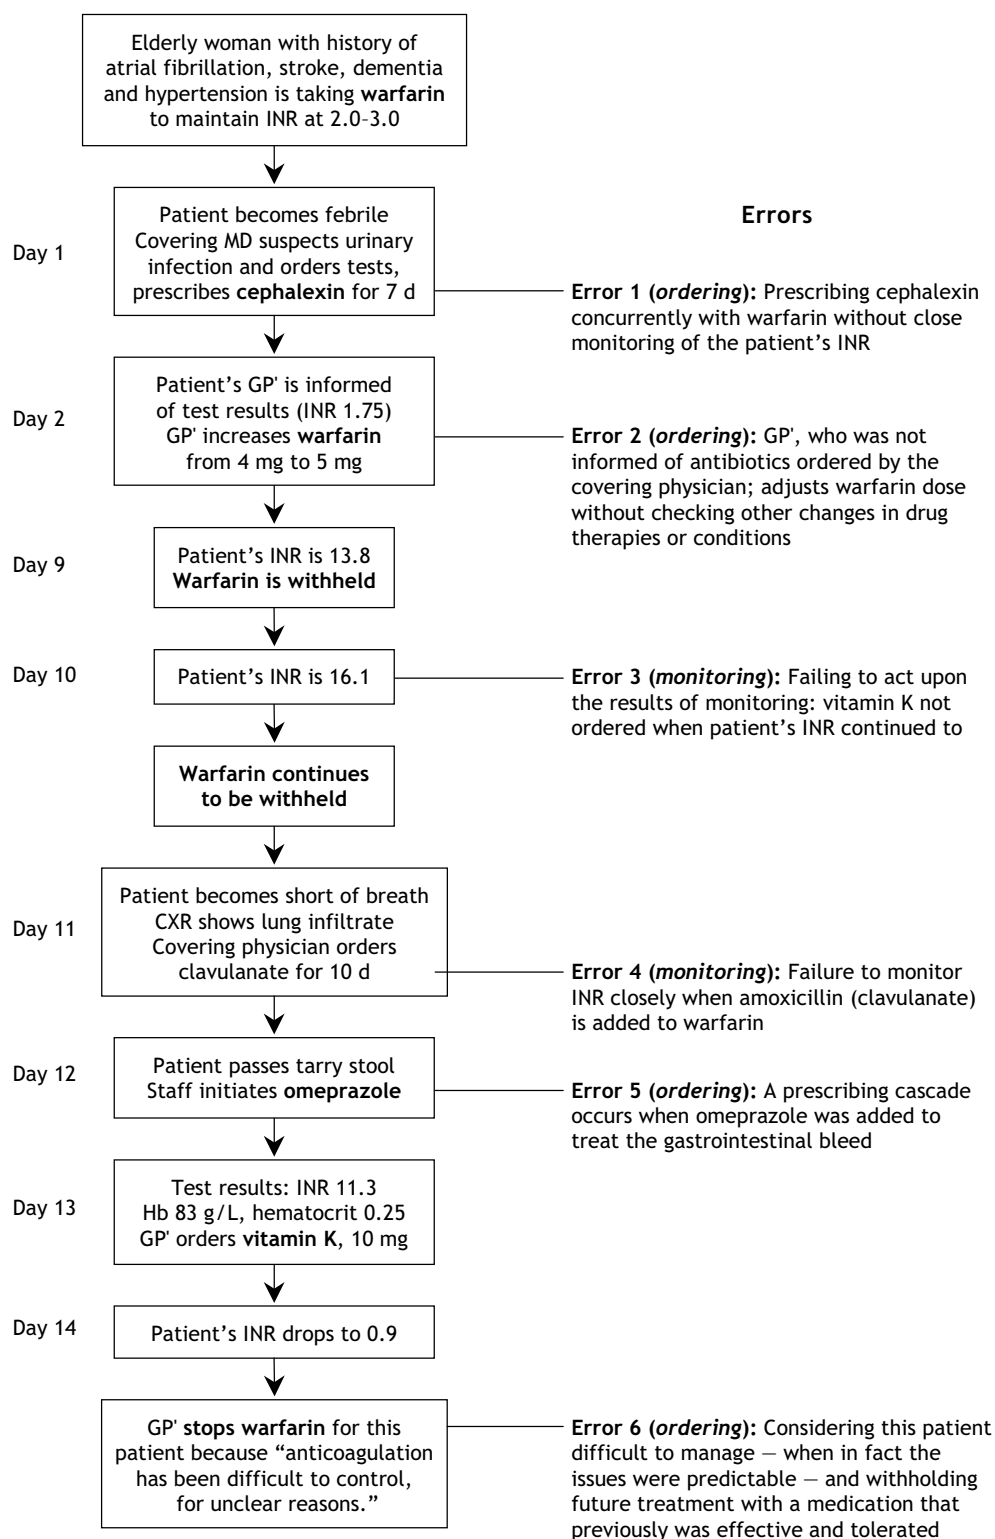 Elderly woman with history of
atrial fibrillation, stroke, dementia
and hypertension is taking warfarin
to maintain INR at 2.0–3.0
Day 1
Patient becomes febrile
Covering MD suspects urinary
infection and orders tests,
prescribes cephalexin for 7 d
Errors
Error 1 (ordering): Prescribing cephalexin
concurrently with warfarin without close
monitoring of the patient’s INR
Day 2
Patient’s GP' is informed
of test results (INR 1.75)
GP' increases warfarin
from 4 mg to 5 mg
Error 2 (ordering): GP', who was not
informed of antibiotics ordered by the
covering physician; adjusts warfarin dose
without checking other changes in drug
therapies or conditions
Day 9
Patient’s INR is 13.8
Warfarin is withheld
Day 10
Patient’s INR is 16.1
Error 3 (monitoring): Failing to act upon
the results of monitoring: vitamin K not
ordered when patient’s INR continued to
Warfarin continues
to be withheld
Day 11
Patient becomes short of breath
CXR shows lung infiltrate
Covering physician orders
clavulanate for 10 d
Error 4 (monitoring): Failure to monitor
INR closely when amoxicillin (clavulanate)
is added to warfarin
Day 12
Patient passes tarry stool
Staff initiates omeprazole
Error 5 (ordering): A prescribing cascade
occurs when omeprazole was added to
treat the gastrointestinal bleed
Day 13
Test results: INR 11.3
Hb 83 g/L, hematocrit 0.25
GP' orders vitamin K, 10 mg
Day 14
Patient’s INR drops to 0.9
GP' stops warfarin for this
patient because “anticoagulation
has been difficult to control,
for unclear reasons.”
Error 6 (ordering): Considering this patient
difficult to manage — when in fact the
issues were predictable — and withholding
future treatment with a medication that
previously was effective and tolerated